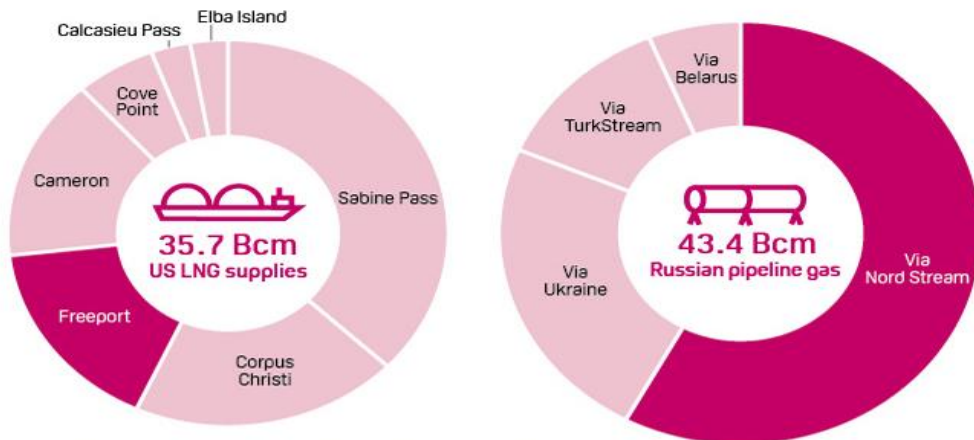 Elba Island
Calcasieu Pass
Cove
Point
Cameron
Sabine Pass
35.7 Bcm
US LNG supplies
Freeport
Corpus
Christi
Via
Belarus
Via
TurkStream
43.4 Bcm
Russian pipeline gas
Via
Nord Stream
Via
Ukraine